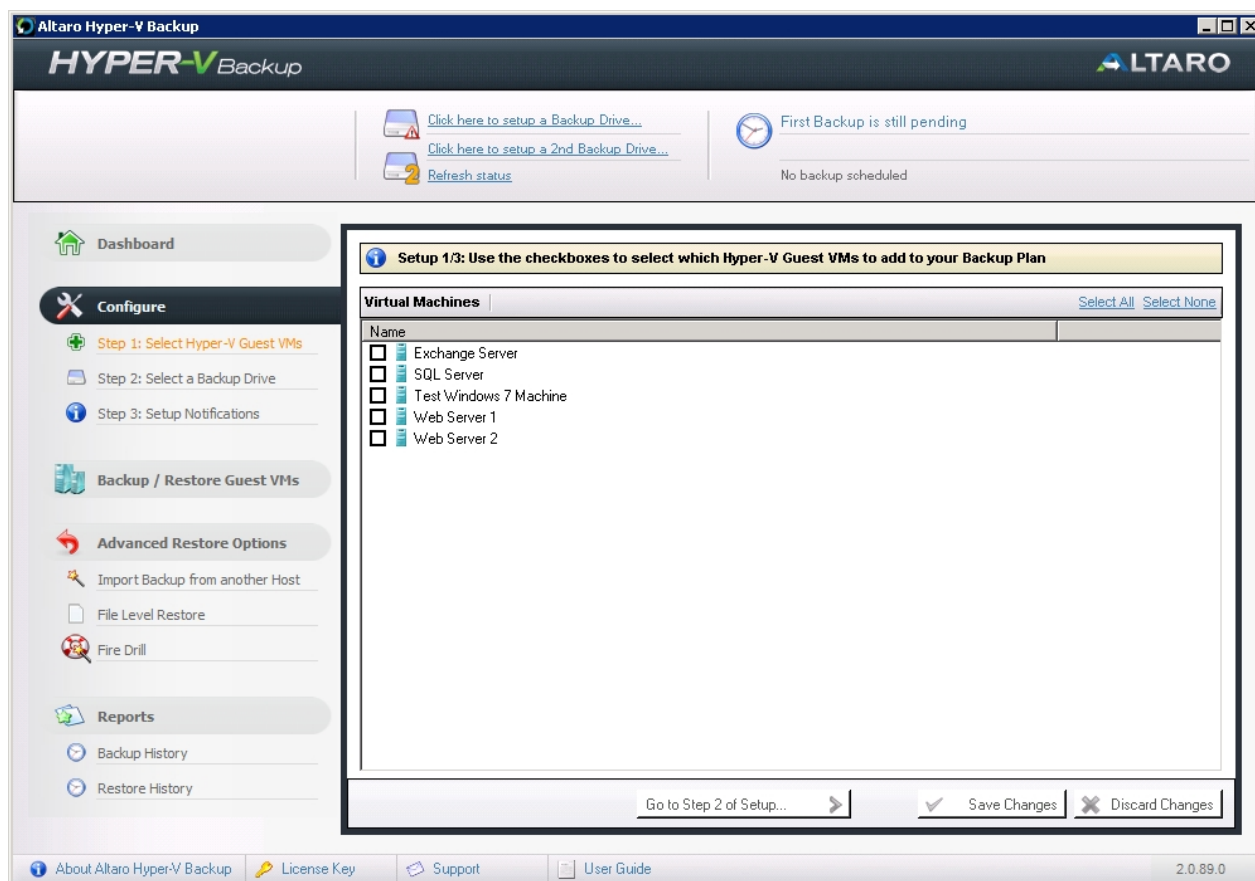 Altaro Hyper-V Backup
HYPER-V Backup
ALTARO
Click here to setup a Backup Drive...
Click here to setup a 2nd Backup Drive...
2
Refresh status
First Backup is still pending
No backup scheduled
Dashboard
Configure
Step 1: Select Hyper-V Guest VMs
Step 2: Select a Backup Drive
Step 3: Setup Notifications
Backup / Restore Guest VMs
Advanced Restore Options
Import Backup from another Host
File Level Restore
Fire Drill
Reports
Backup History
Restore History
Setup 1/3: Use the checkboxes to select which Hyper-V Guest VMs to add to your Backup Plan
Virtual Machines
Select All Select None
Name
Exchange Server
SQL Server
Test Windows 7 Machine
Web Server 1
Web Server 2
Go to Step 2 of Setup...
Save Changes
Discard Changes
About Altaro Hyper-V Backup
License Key
Support
User Guide
2.0.89.0